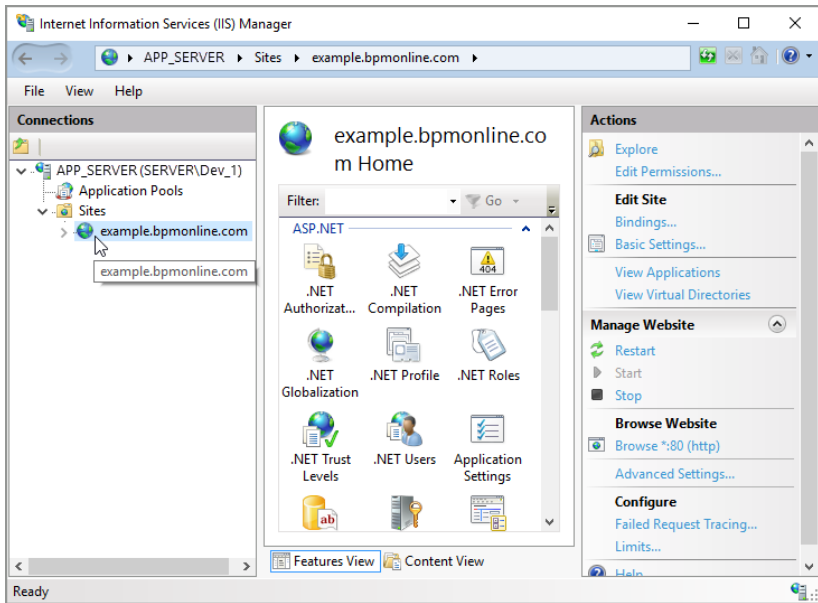 Internet Information Services (IIS) Manager
APP_SERVER Sites example.bpmonline.com
File View Help
Connections
APP_SERVER (SERVER\Dev_1)
Application Pools
Sites
example.bpmonline.com
example.bpmonline.com
example.bpmonline.co
m Home
Filter: Go
ASP.NET
.NET
Authorizat...
.NET
Compilation
404
.NET Error
Pages
.NET
Globalization
.NET Profile
.NET Roles
.NET Trust
Levels
.NET Users
Application
Settings
ab
Features View Content View
Actions
Explore
Edit Permissions...
Edit Site
Bindings...
Basic Settings...
View Applications
View Virtual Directories
Manage Website
Restart
Start
Stop
Browse Website
Browse *:80 (http)
Advanced Settings...
Configure
Failed Request Tracing...
Limits...
Help
Ready